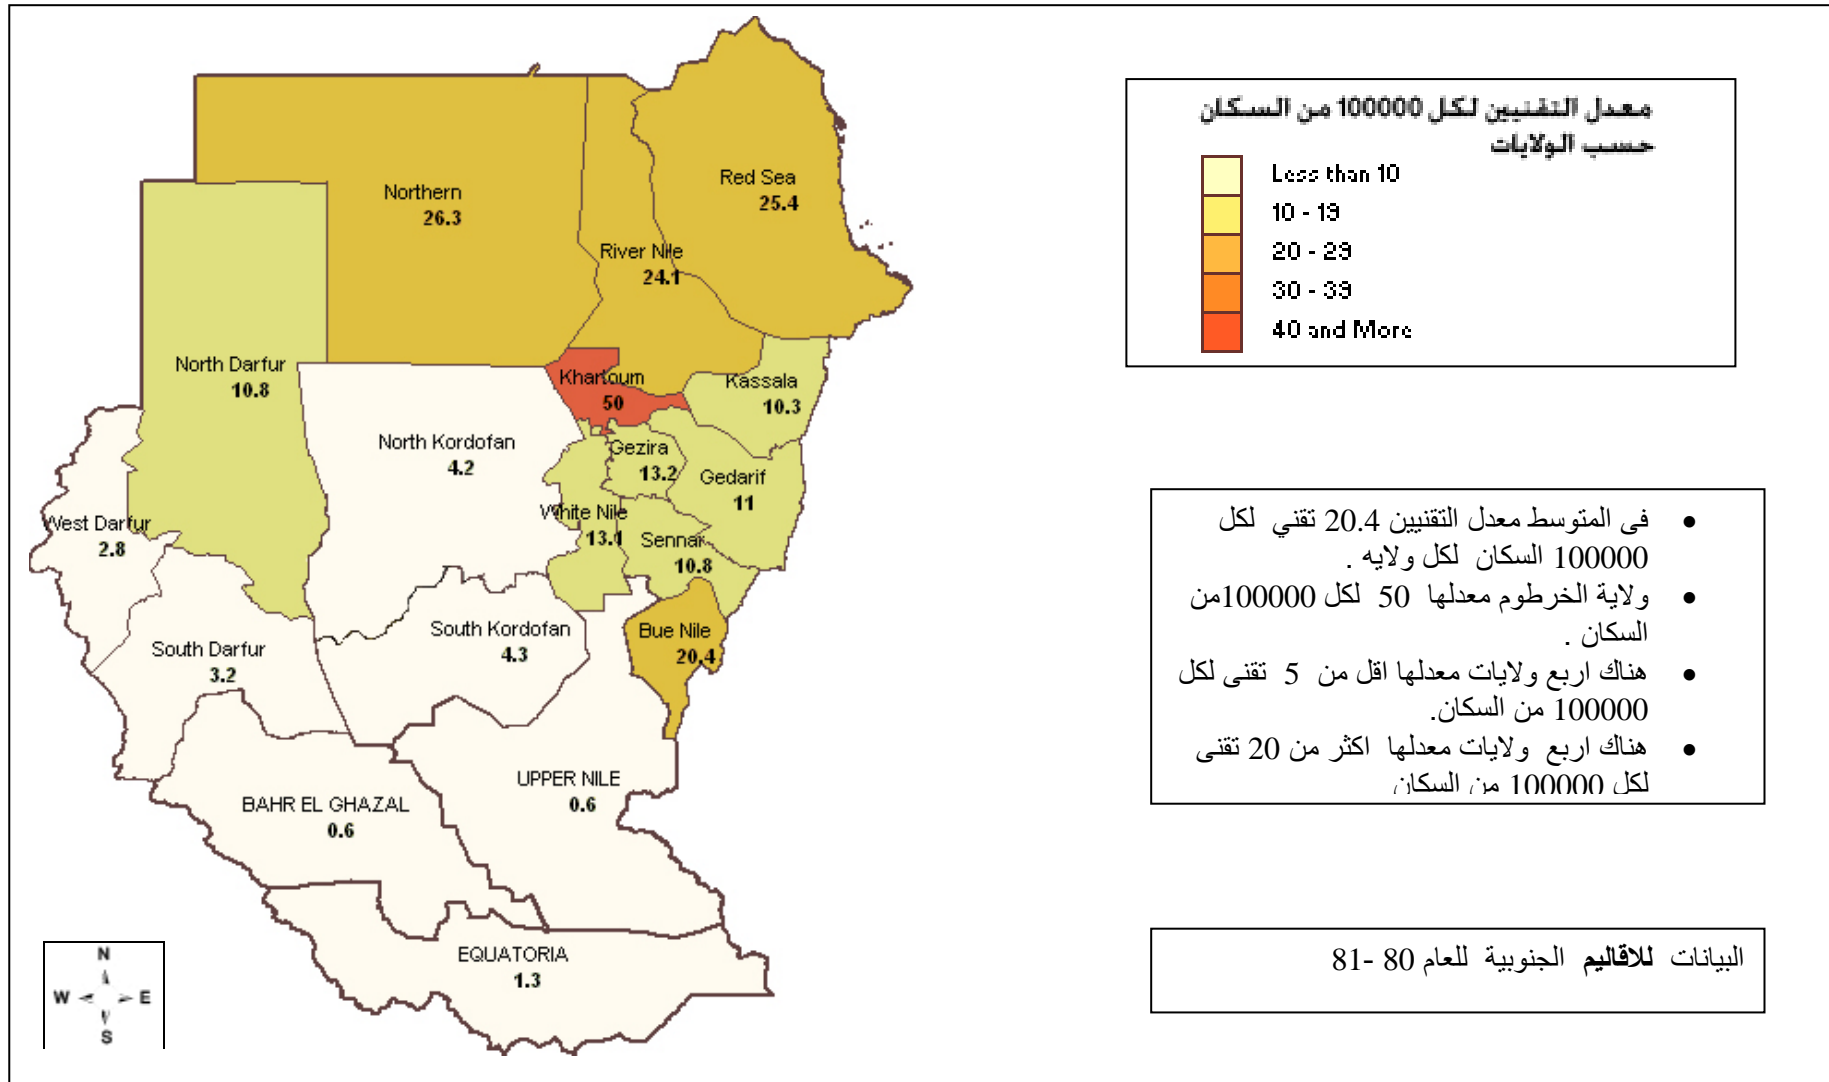 Northern
26.3
Red Sea
25.4
River Nile
24.1
North Darfur
10.8
Khartoum
50
Kassala
10.3
North Kordofan
4.2
Gezira
13.2
Gedarif
11
West Darfur
2.8
White Nile
13.1
Sennar
10.8
South Kordofan
4.3
Bue Nile
20.4
South Darfur
3.2
UPPER NILE
0.6
BAHR EL GHAZAL
0.6
EQUATORIA
1.3
N
W E
S
معدل التقنيين لكل 100000 من السكان
حسب الولايات
Less than 10
10 - 19
20 - 29
30 - 39
40 and More
• فى المتوسط معدل التقنيين 20.4 تقني لكل
100000 السكان لكل ولايه .
• ولاية الخرطوم معدلها 50 لكل 100000من
السكان .
• هناك اربع ولايات معدلها اقل من 5 تقنى لكل
100000 من السكان.
• هناك اربع ولايات معدلها اكثر من 20 تقنى
لكل 100000 من السكان
البيانات للاقاليم الجنوبية للعام 80 -81